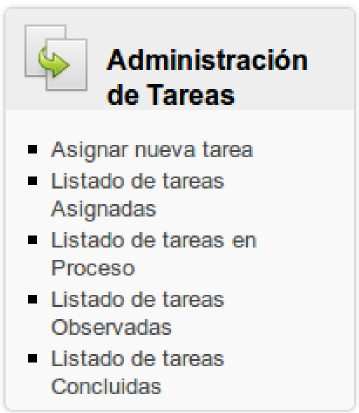 Administración
de Tareas
Asignar nueva tarea
Listado de tareas
Asignadas
Listado de tareas en
Proceso
Listado de tareas
Observadas
Listado de tareas
Concluidas